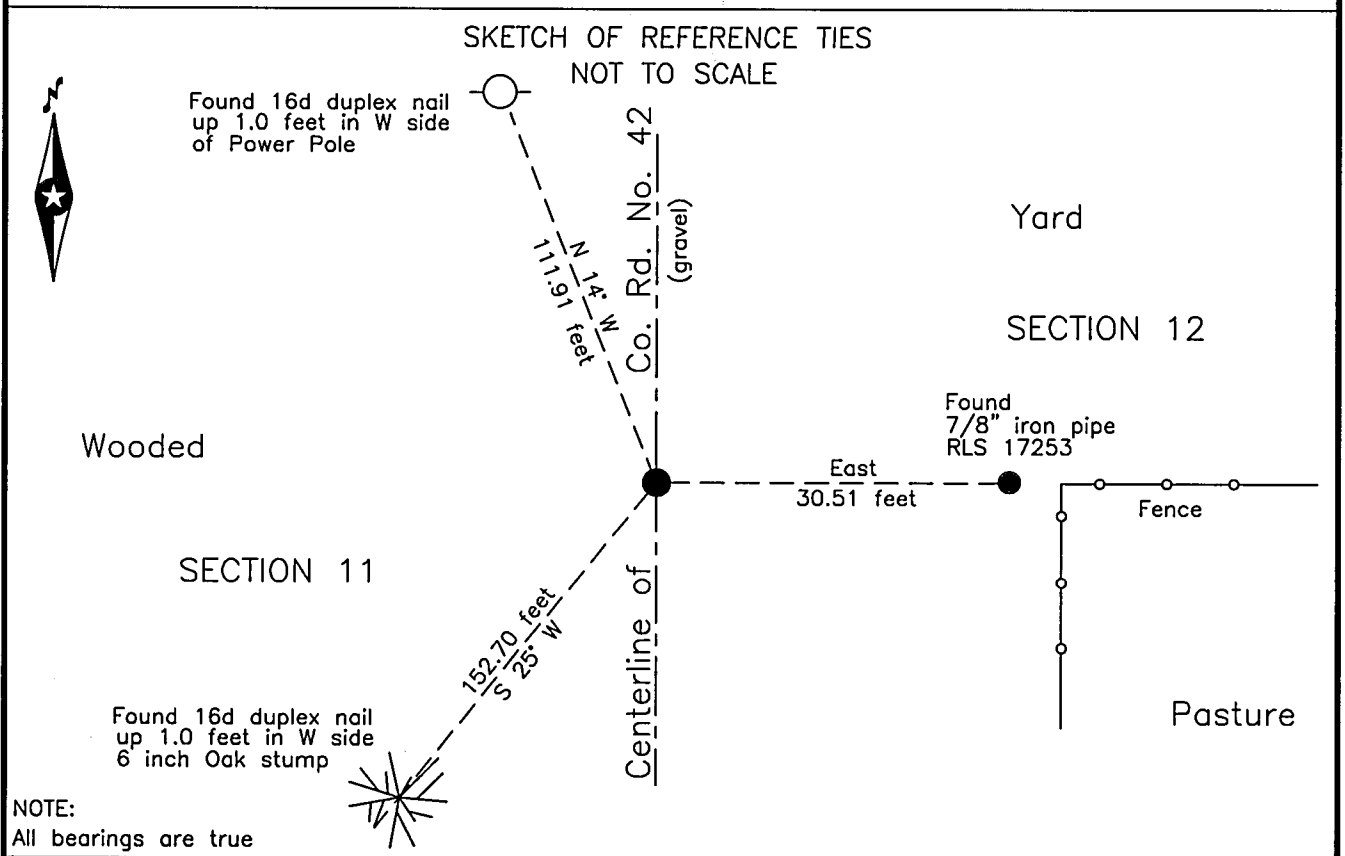 SKETCH OF REFERENCE TIES
NOT TO SCALE
N
Found 16d duplex nail
up 1.0 feet in W side
of Power Pole
N 14° W
111.91 feet
Centerline of Co. Rd. No. 42
(gravel)
Yard
SECTION 12
Found
7/8" iron pipe
RLS 17253
Wooded
East
30.51 feet
Fence
SECTION 11
152.70 feet
S 25° W
Pasture
Found 16d duplex nail
up 1.0 feet in W side
6 inch Oak stump
NOTE:
All bearings are true